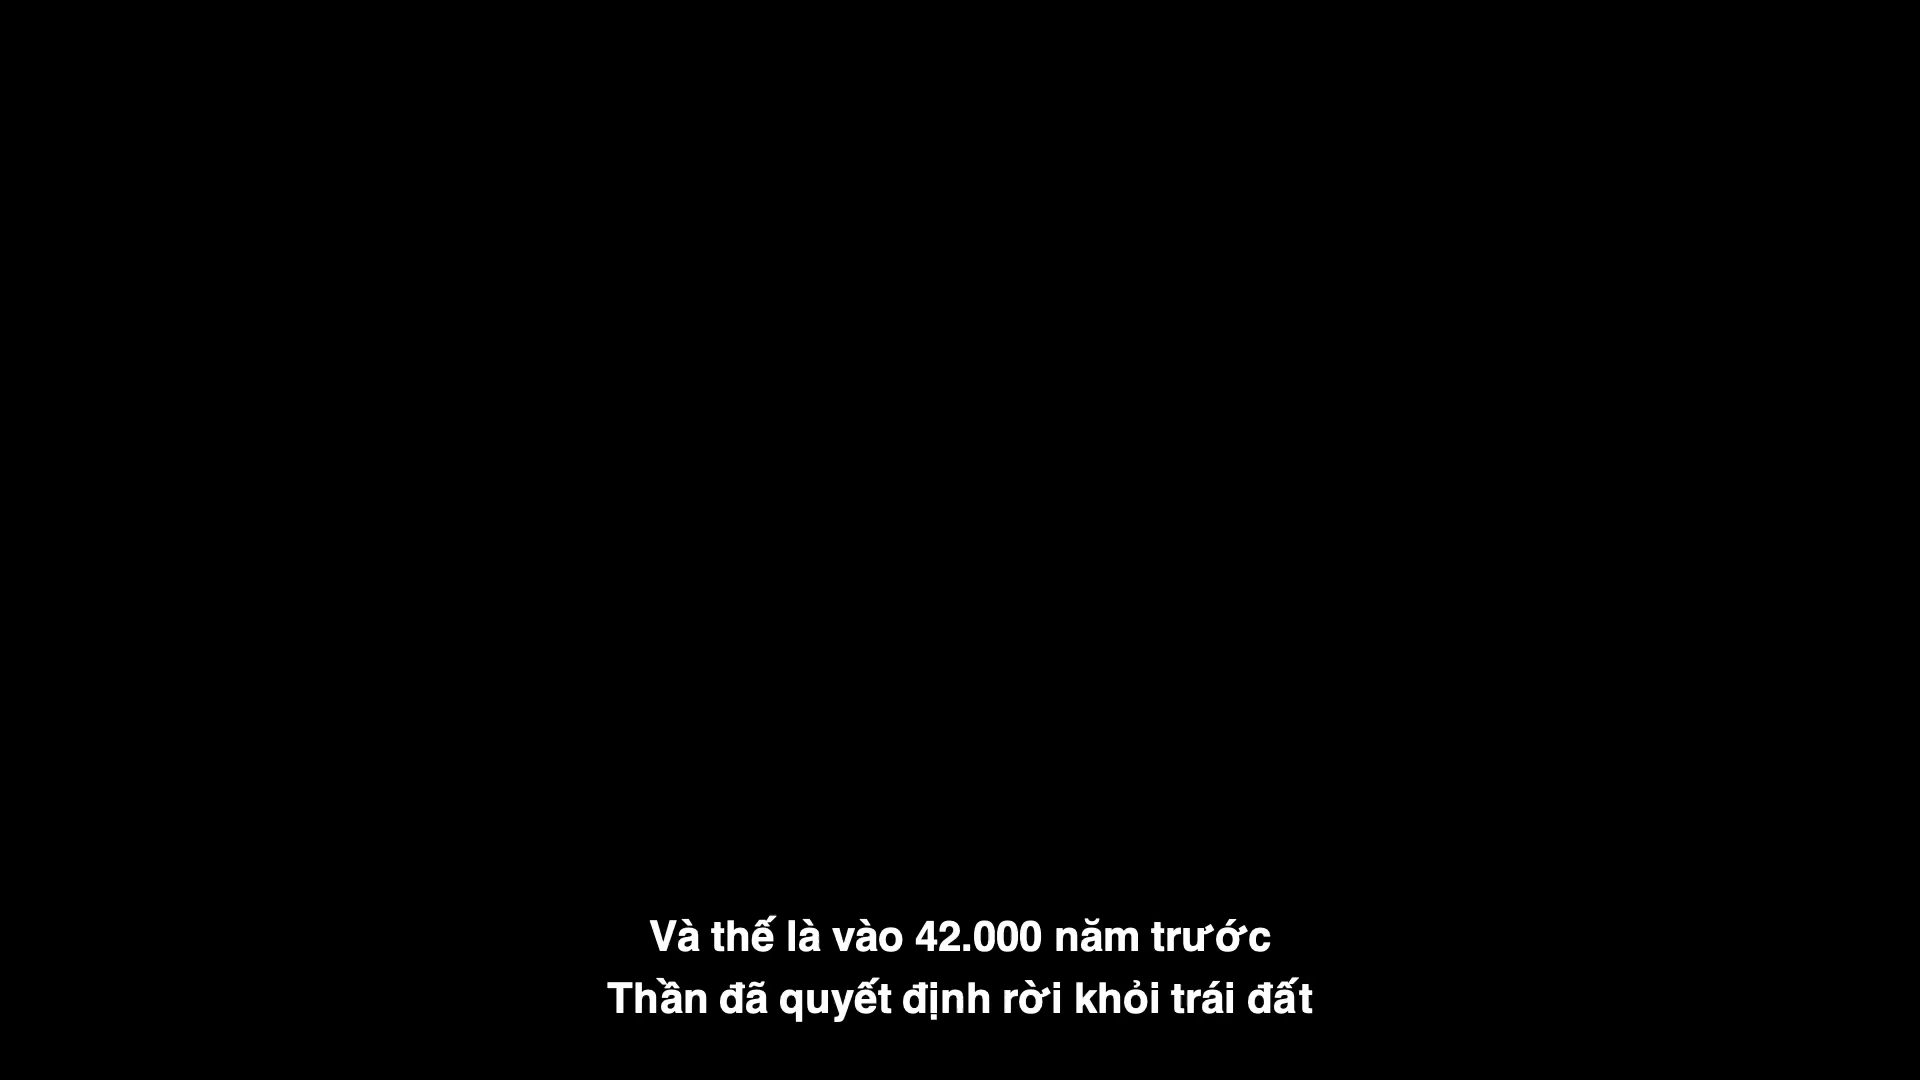 Và thế là vào 42.000 năm trước
Thần đã quyết định rời khỏi trái đất